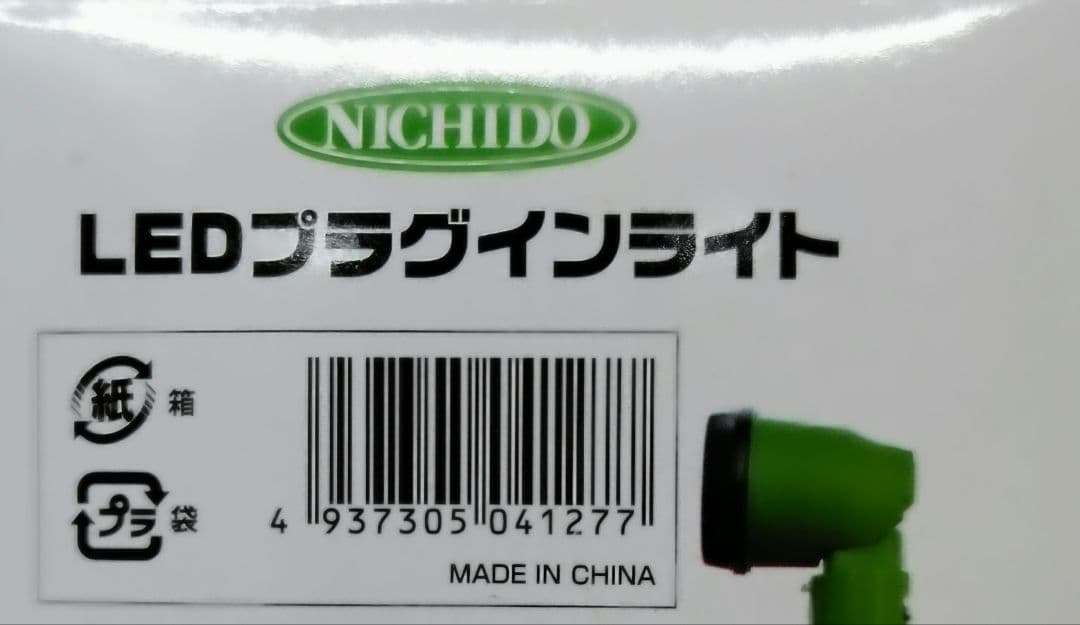 NICHIDO
LEDプラグインライト
紙 箱
プラ 袋
4 937305 041277
MADE IN CHINA